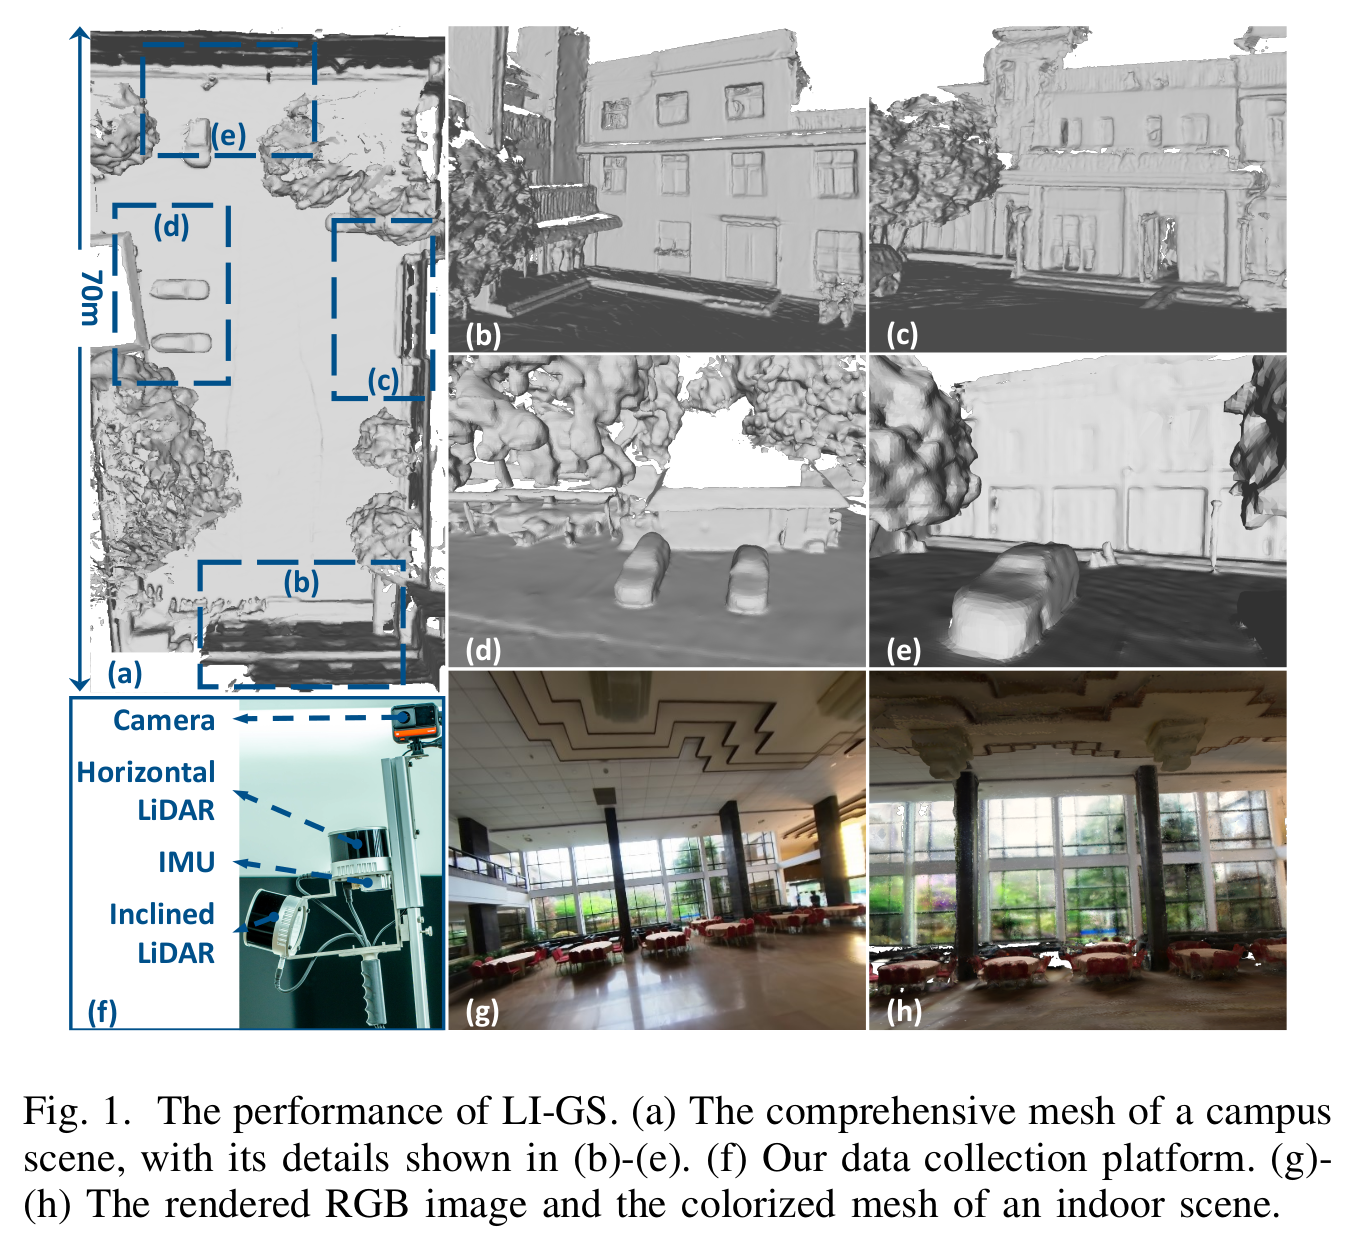 (e)
(d)
70m
(c)
(b)
(a)
(b)
(c)
(d)
(e)
Camera
Horizontal
LiDAR
IMU
Inclined
LiDAR
(f)
(g)
(h)
Fig. 1. The performance of LI-GS. (a) The comprehensive mesh of a campus
scene, with its details shown in (b)-(e). (f) Our data collection platform. (g)-
(h) The rendered RGB image and the colorized mesh of an indoor scene.